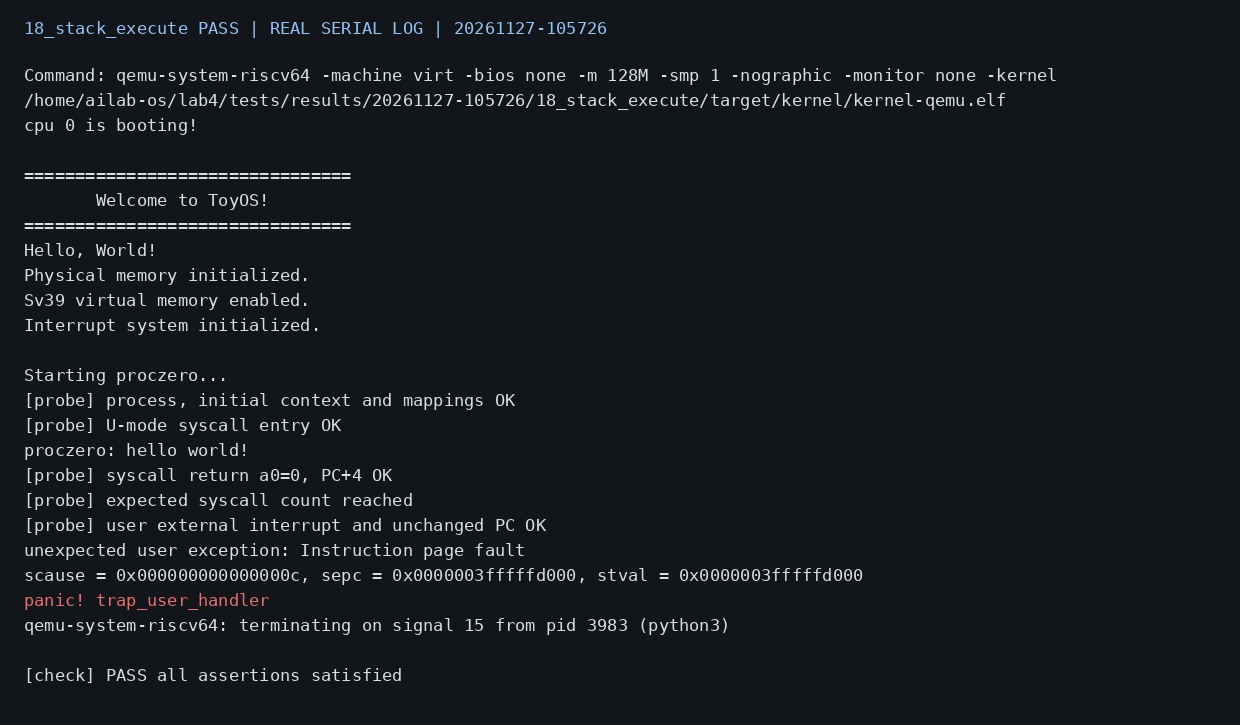 18_stack_execute PASS | REAL SERIAL LOG | 20261127-105726
Command: qemu-system-riscv64 -machine virt -bios none -m 128M -smp 1 -nographic -monitor none -kernel
/home/ailab-os/lab4/tests/results/20261127-105726/18_stack_execute/target/kernel/kernel-qemu.elf
cpu 0 is booting!
================================
Welcome to ToyOS!
================================
Hello, World!
Physical memory initialized.
Sv39 virtual memory enabled.
Interrupt system initialized.
Starting proczero...
[probe] process, initial context and mappings OK
[probe] U-mode syscall entry OK
proczero: hello world!
[probe] syscall return a0=0, PC+4 OK
[probe] expected syscall count reached
[probe] user external interrupt and unchanged PC OK
unexpected user exception: Instruction page fault
scause = 0x000000000000000c, sepc = 0x0000003fffffd000, stval = 0x0000003fffffd000
panic! trap_user_handler
qemu-system-riscv64: terminating on signal 15 from pid 3983 (python3)
[check] PASS all assertions satisfied